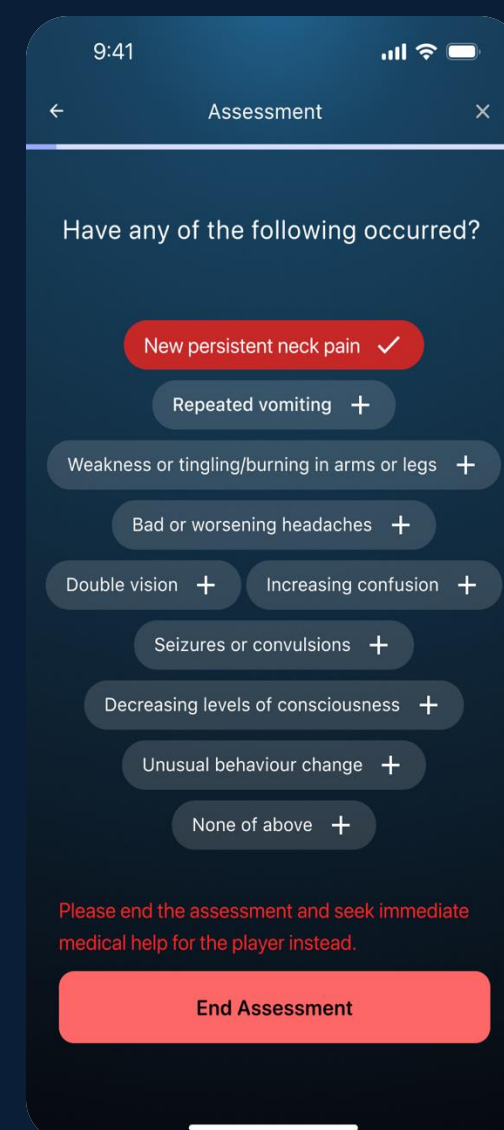 9:41
Assessment
Have any of the following occurred?
New persistent neck pain
Repeated vomiting
Weakness or tingling/burning in arms or legs
Bad or worsening headaches
Double vision
Increasing confusion
Seizures or convulsions
Decreasing levels of consciousness
Unusual behaviour change
None of above
Please end the assessment and seek immediate
medical help for the player instead.
End Assessment